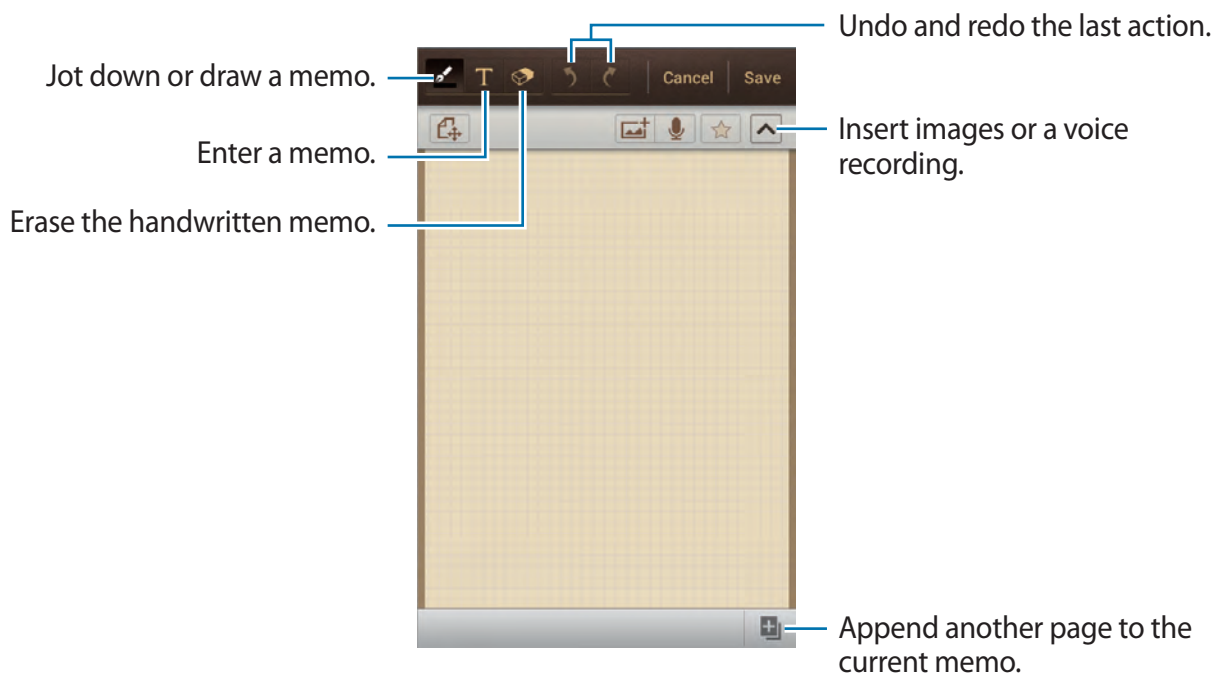 Undo and redo the last action.
Jot down or draw a memo.
T
Cancel
Save
Insert images or a voice
recording.
Enter a memo.
Erase the handwritten memo.
Append another page to the
current memo.